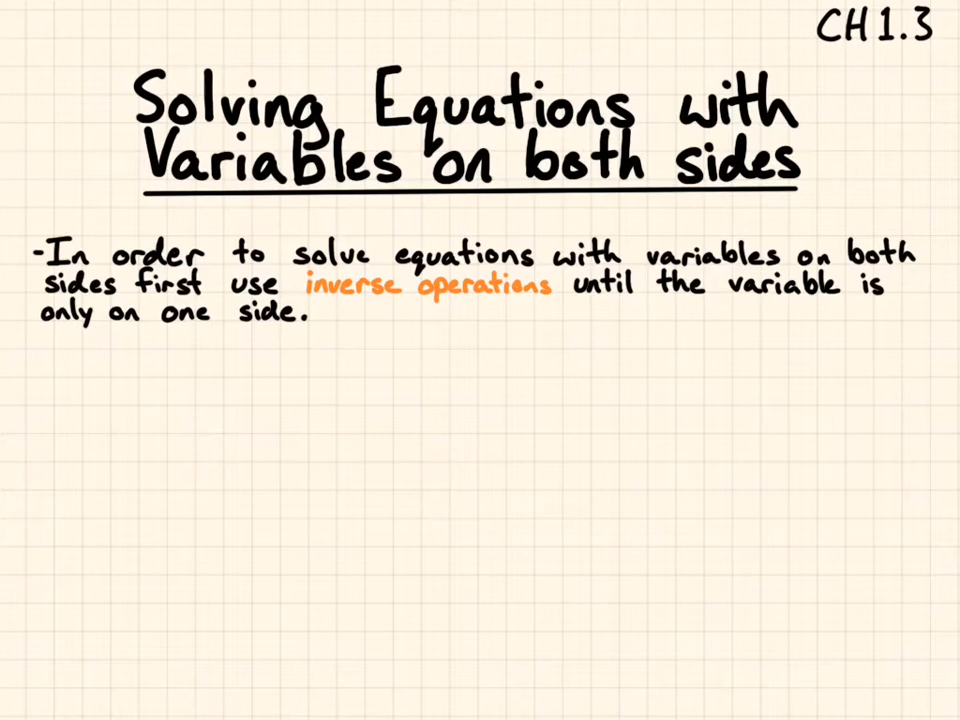 CH 1.3
Solving Equations with
Variables on both sides
-In order to solve equations with variables on both
sides first use inverse operations until the variable is
only on one side.